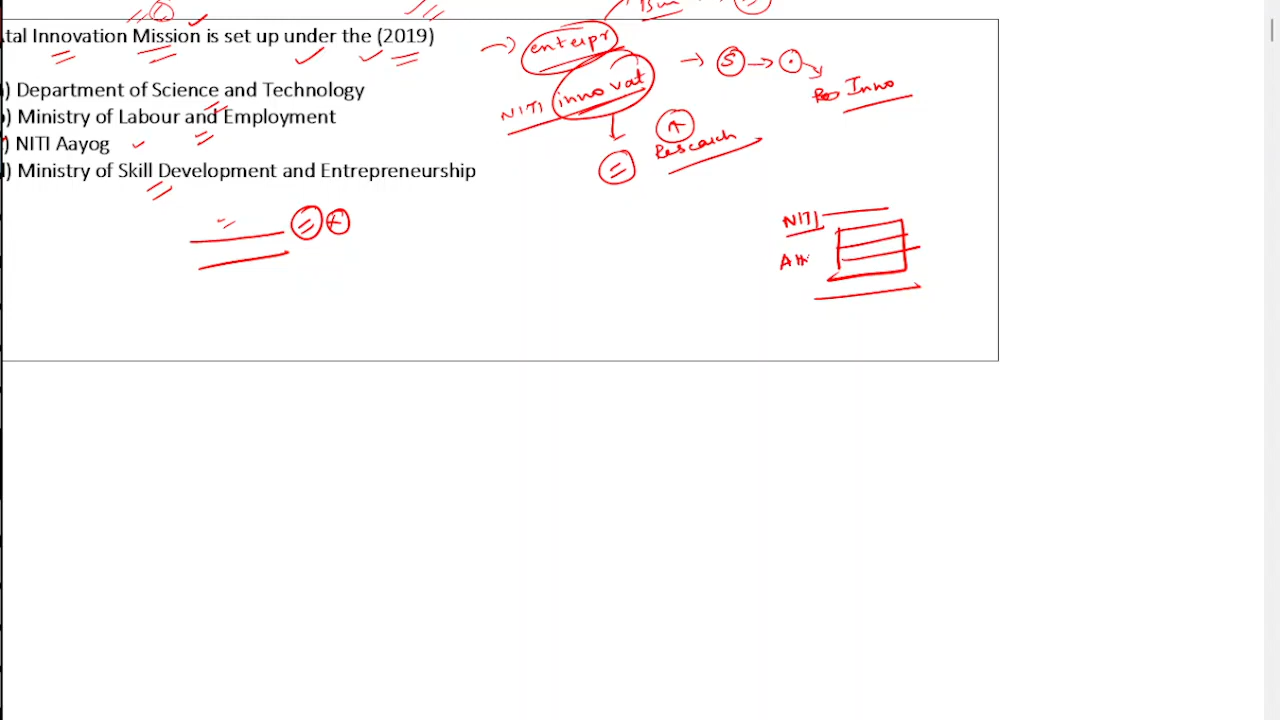 tal Innovation Mission is set up under the (2019)
) Department of Science and Technology
) Ministry of Labour and Employment
) NITI Aayog
) Ministry of Skill Development and Entrepreneurship
enterpr
NITI innovat
S
Inno
Research
NITI